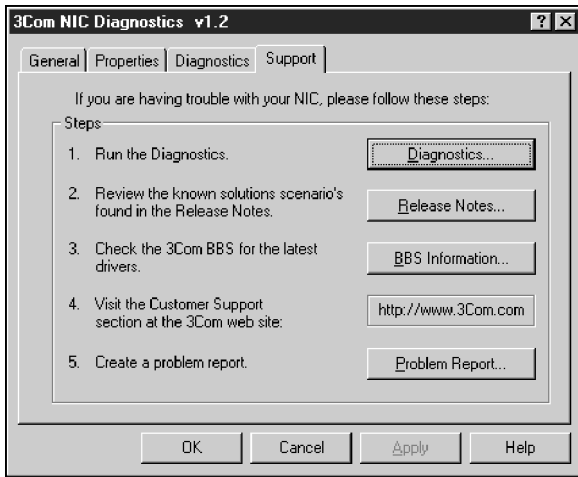 3Com NIC Diagnostics v1.2
General Properties Diagnostics Support
If you are having trouble with your NIC, please follow these steps:
Steps
1. Run the Diagnostics.
Diagnostics...
2. Review the known solutions scenario's
found in the Release Notes.
Release Notes...
3. Check the 3Com BBS for the latest
drivers.
BBS Information...
4. Visit the Customer Support
section at the 3Com web site:
http://www.3Com.com
5. Create a problem report.
Problem Report...
OK Cancel Apply Help